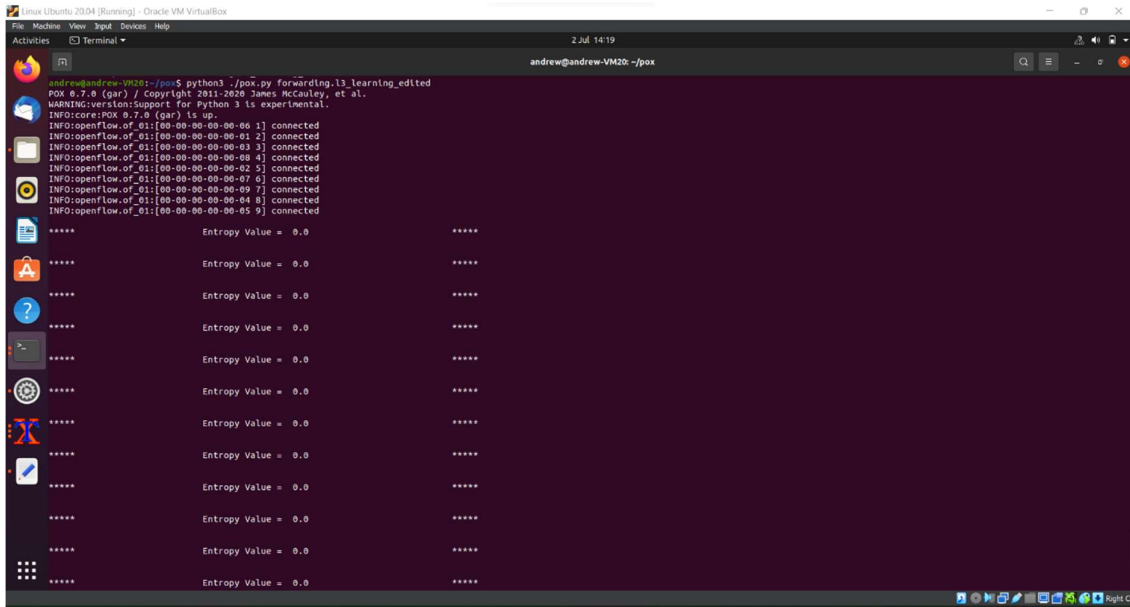 Linux Ubuntu 20.04 [Running] - Oracle VM VirtualBox
File Machine View Input Devices Help
Activities Terminal 2 Jul 14:19
andrew@andrew-VM20: ~/pox
andrew@andrew-VM20:~/pox$ python3 ./pox.py forwarding.l3_learning_edited
POX 0.7.0 (gar) / Copyright 2011-2020 James McCauley, et al.
WARNING:version:Support for Python 3 is experimental.
INFO:core:POX 0.7.0 (gar) is up.
INFO:openflow.of_01:[00-00-00-00-00-06 1] connected
INFO:openflow.of_01:[00-00-00-00-00-01 2] connected
INFO:openflow.of_01:[00-00-00-00-00-03 3] connected
INFO:openflow.of_01:[00-00-00-00-00-08 4] connected
INFO:openflow.of_01:[00-00-00-00-00-02 5] connected
INFO:openflow.of_01:[00-00-00-00-00-07 6] connected
INFO:openflow.of_01:[00-00-00-00-00-09 7] connected
INFO:openflow.of_01:[00-00-00-00-00-04 8] connected
INFO:openflow.of_01:[00-00-00-00-00-05 9] connected
***** Entropy Value = 0.0 *****
***** Entropy Value = 0.0 *****
***** Entropy Value = 0.0 *****
***** Entropy Value = 0.0 *****
***** Entropy Value = 0.0 *****
***** Entropy Value = 0.0 *****
***** Entropy Value = 0.0 *****
***** Entropy Value = 0.0 *****
***** Entropy Value = 0.0 *****
***** Entropy Value = 0.0 *****
***** Entropy Value = 0.0 *****
***** Entropy Value = 0.0 *****
Right C